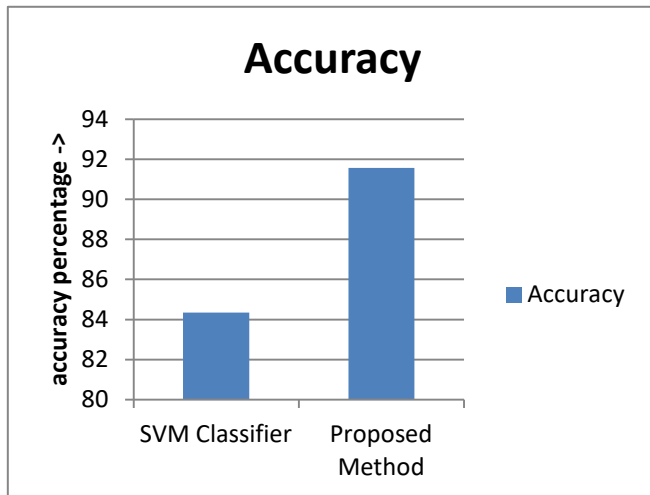 Accuracy
accuracy percentage ->
94
92
90
88
86
84
82
80
SVM Classifier
Proposed
Method
Accuracy